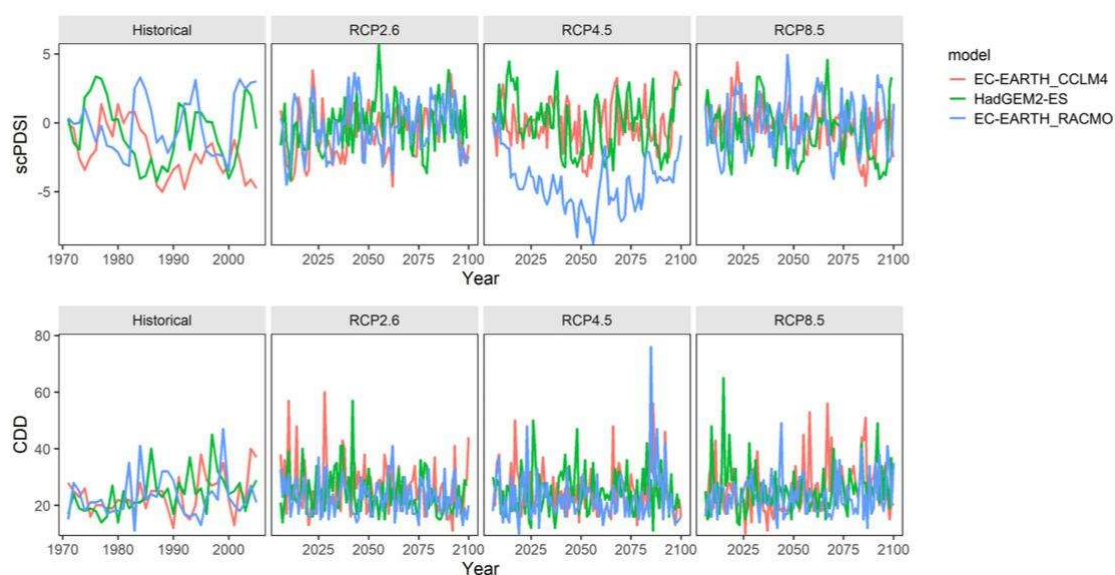 Historical RCP2.6 RCP4.5 RCP8.5
5
0
-5
scPDSI
1970 1980 1990 2000 2025 2050 2075 2100 2025 2050 2075 2100 2025 2050 2075 2100
Year
model
EC-EARTH_CCLM4
HadGEM2-ES
EC-EARTH_RACMO
Historical RCP2.6 RCP4.5 RCP8.5
80
60
40
20
CDD
1970 1980 1990 2000 2025 2050 2075 2100 2025 2050 2075 2100 2025 2050 2075 2100
Year